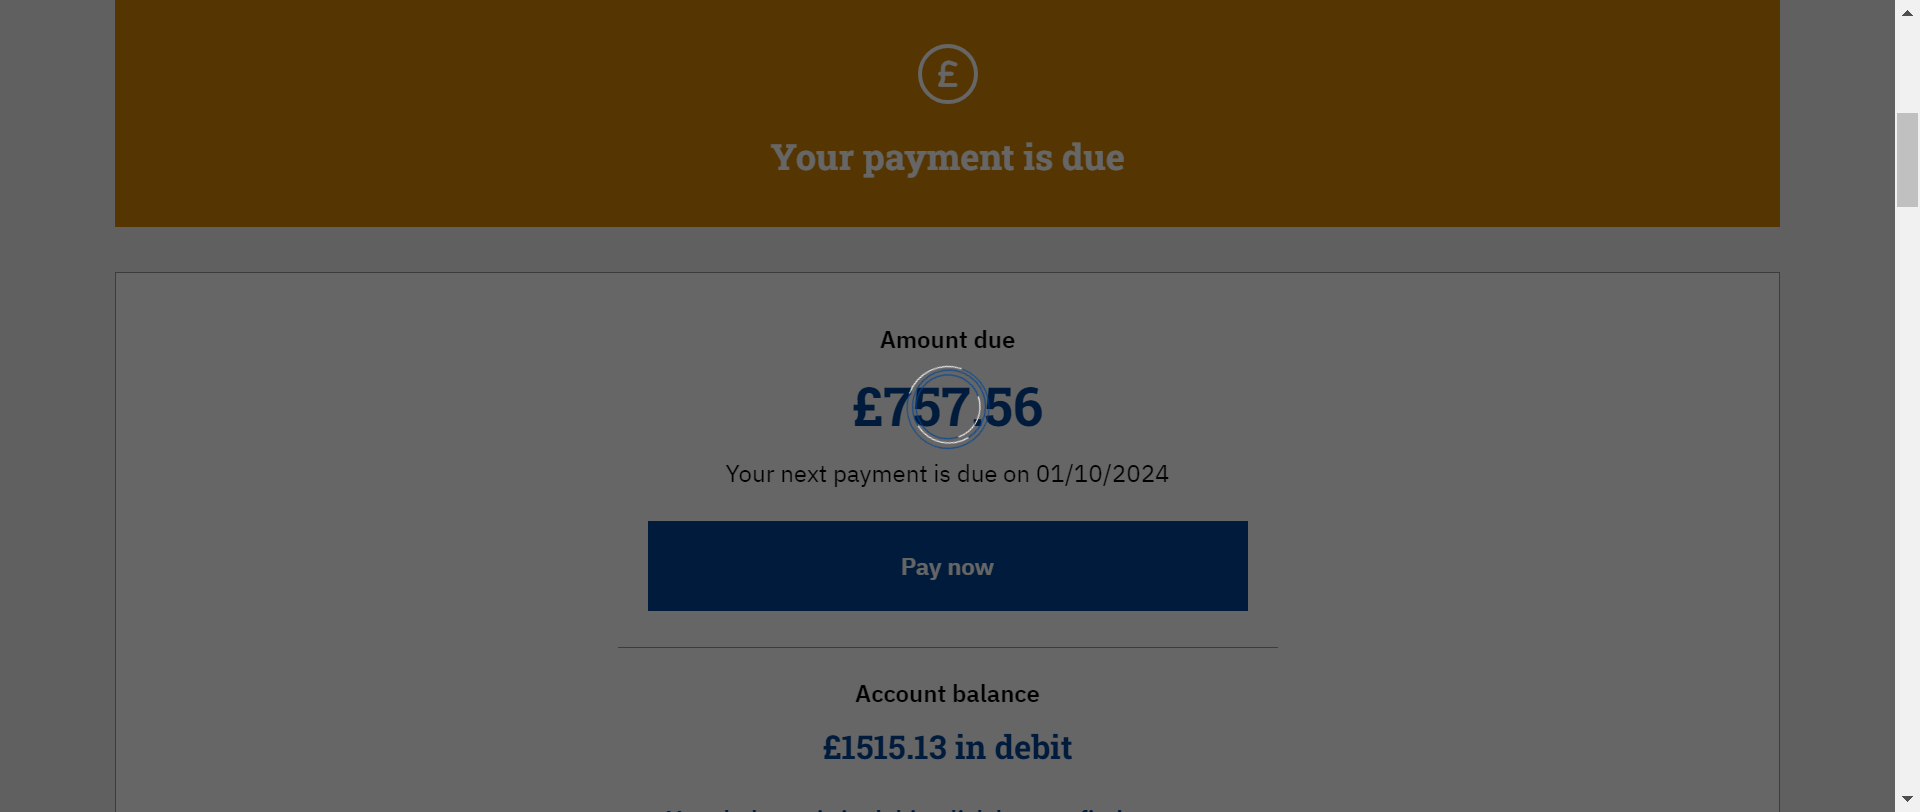 £
Your payment is due
Amount due
£757.56
Your next payment is due on 01/10/2024
Pay now
Account balance
£1515.13 in debit